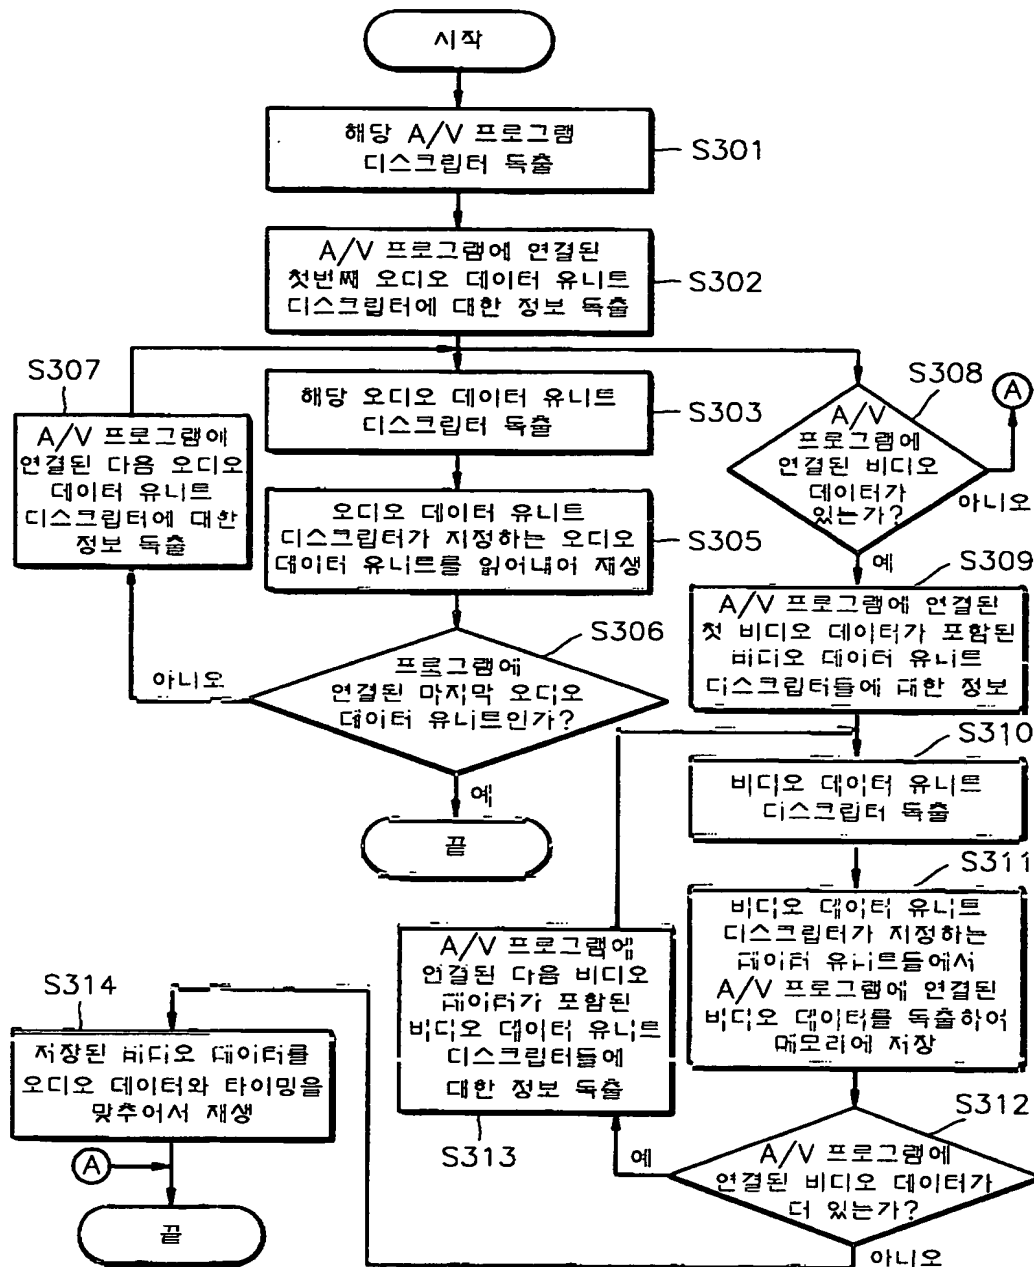 시작
해당 A/V 프로그램
디스크립터 독출
S301
A/V 프로그램에 연결된
첫번째 오디오 데이터 유니트
디스크립터에 대한 정보 독출
S302
S307
A/V 프로그램에
연결된 다음 오디오
데이터 유니트
디스크립터에 대한
정보 독출
해당 오디오 데이터 유니트
디스크립터 독출
S303
오디오 데이터 유니트
디스크립터가 지정하는 오디오
데이터 유니트를 읽어내어 재생
S305
S306
프로그램에
연결된 마지막 오디오
데이터 유니트인가?
아니오
예
끝
S308
A/V
프로그램에
연결된 비디오
데이터가
있는가?
A
아니오
예
S309
A/V 프로그램에 연결된
첫 비디오 데이터가 포함된
비디오 데이터 유니트
디스크립터들에 대한 정보
S310
비디오 데이터 유니트
디스크립터 독출
S311
비디오 데이터 유니트
디스크립터가 지정하는
데이터 유니트들에서
A/V 프로그램에 연결된
비디오 데이터를 독출하여
메모리에 저장
S312
A/V 프로그램에
연결된 비디오 데이터가
더 있는가?
예
아니오
A/V 프로그램에
연결된 다음 비디오
데이터가 포함된
비디오 데이터 유니트
디스크립터들에
대한 정보 독출
S313
S314
저장된 비디오 데이터를
오디오 데이터와 타이밍을
맞추어서 재생
A
끝